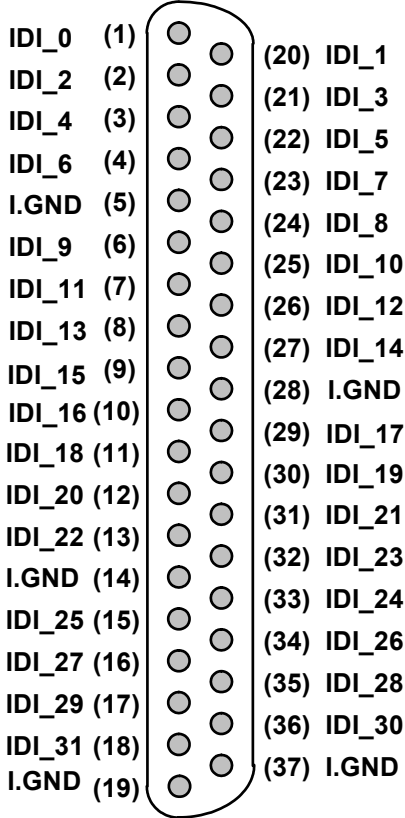 IDI_0 (1)
(20) IDI_1
IDI_2 (2)
(21) IDI_3
IDI_4 (3)
(22) IDI_5
IDI_6 (4)
(23) IDI_7
I.GND (5)
(24) IDI_8
IDI_9 (6)
(25) IDI_10
IDI_11 (7)
(26) IDI_12
IDI_13 (8)
(27) IDI_14
IDI_15 (9)
(28) I.GND
IDI_16 (10)
(29) IDI_17
IDI_18 (11)
(30) IDI_19
IDI_20 (12)
(31) IDI_21
IDI_22 (13)
(32) IDI_23
I.GND (14)
(33) IDI_24
IDI_25 (15)
(34) IDI_26
IDI_27 (16)
(35) IDI_28
IDI_29 (17)
(36) IDI_30
IDI_31 (18)
(37) I.GND
I.GND (19)